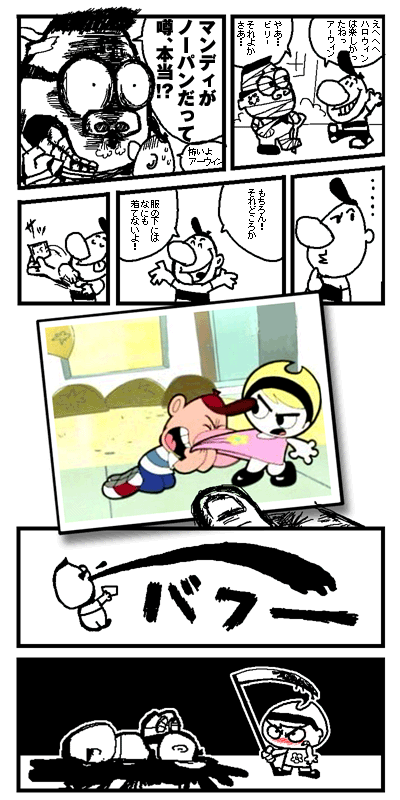 えへへへ
ハロウィン
は楽しかっ
たねっ
アーウィン
やあ！
ビリー
それよか
さあ！
マンディが
ノーパンだって
噂、本当!?
怖いよ
アーウィン
・・・・・
もちろん！
それどころか
服の下には
なにも
着てないよ！
サッ
バフー